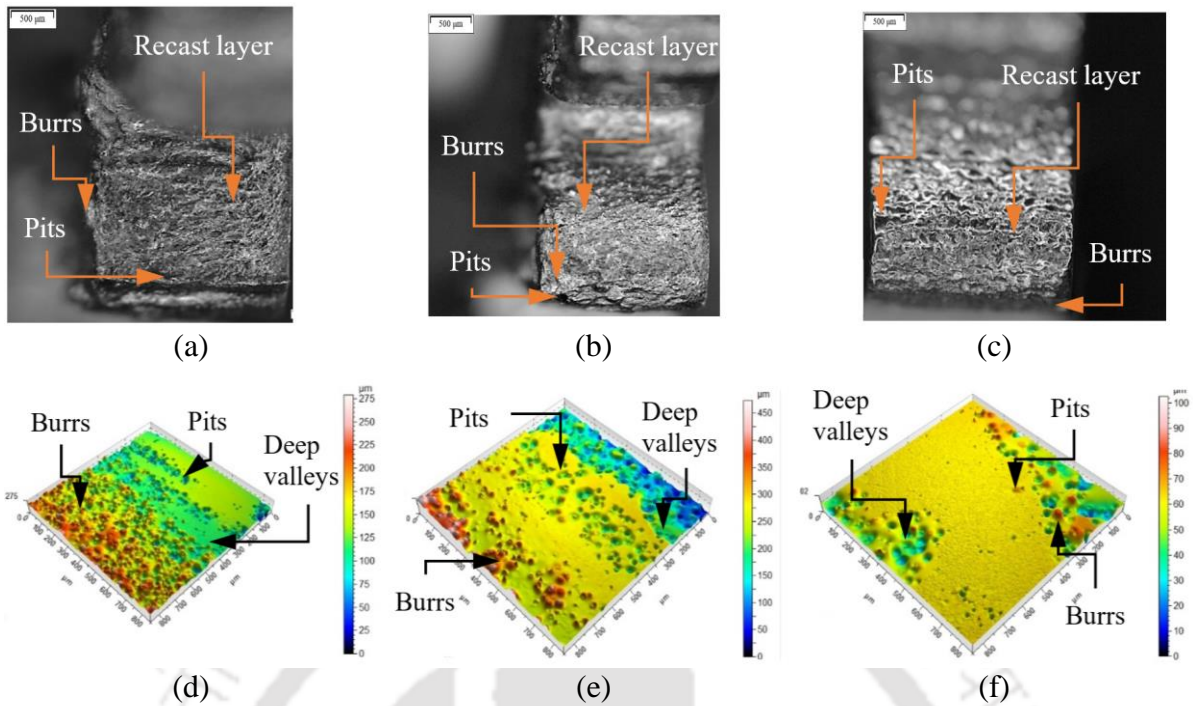 500 µm
500 µm
500 µm
Recast layer
Burrs
Pits
Recast layer
Burrs
Pits
Pits
Recast layer
Burrs
(a)
(b)
(c)
Burrs
Pits
Deep
valleys
µm
275
250
225
200
175
150
125
100
75
50
25
0
Pits
Deep
valleys
Burrs
µm
450
400
350
300
250
200
150
100
50
0
Deep
valleys
Pits
Burrs
µm
100
90
80
70
60
50
40
30
20
10
0
(d)
(e)
(f)